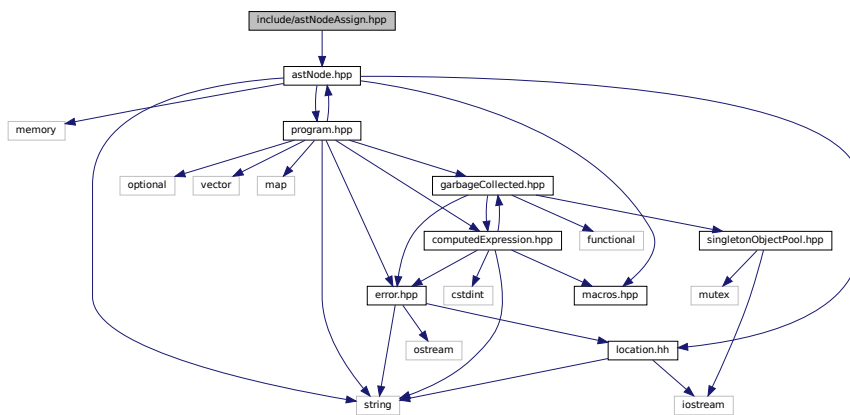 include/astNodeAssign.hpp
astNode.hpp
memory
program.hpp
optional
vector
map
garbageCollected.hpp
computedExpression.hpp
functional
singletonObjectPool.hpp
error.hpp
cstdint
macros.hpp
mutex
ostream
location.hh
string
iostream